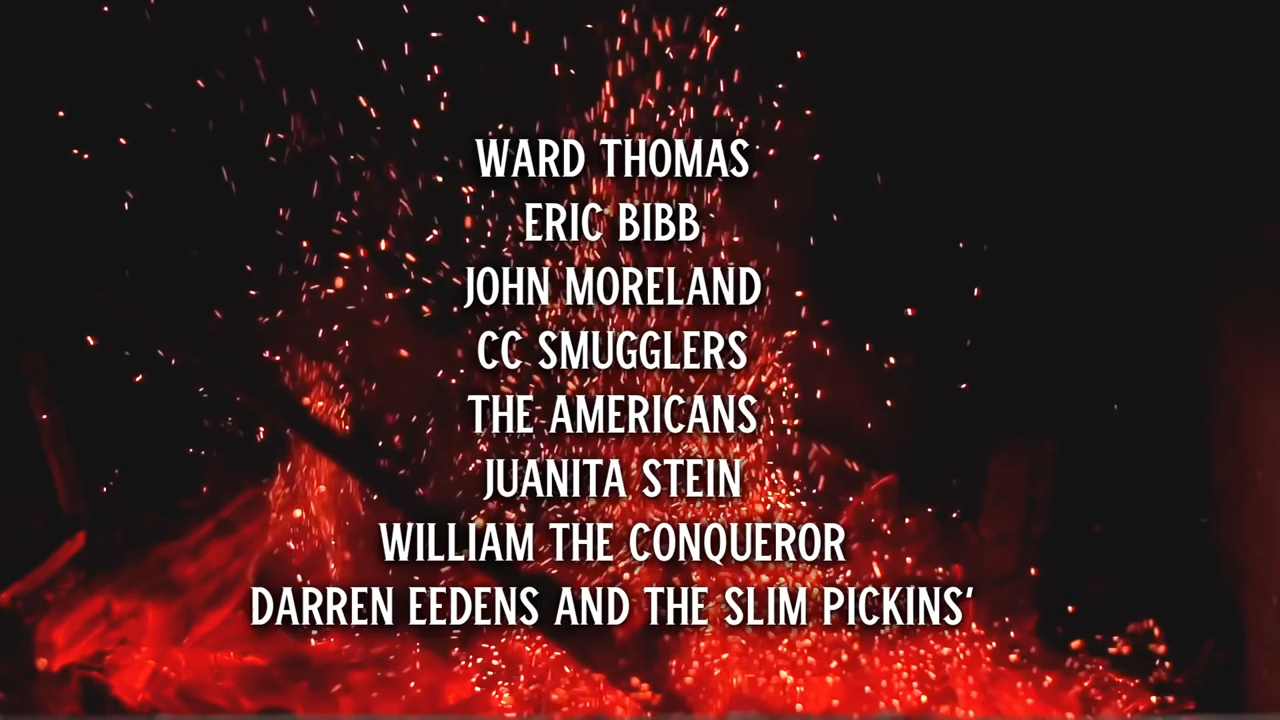 WARD THOMAS
ERIC BIBB
JOHN MORELAND
CC SMUGGLERS
THE AMERICANS
JUANITA STEIN
WILLIAM THE CONQUEROR
DARREN EEDENS AND THE SLIM PICKINS'